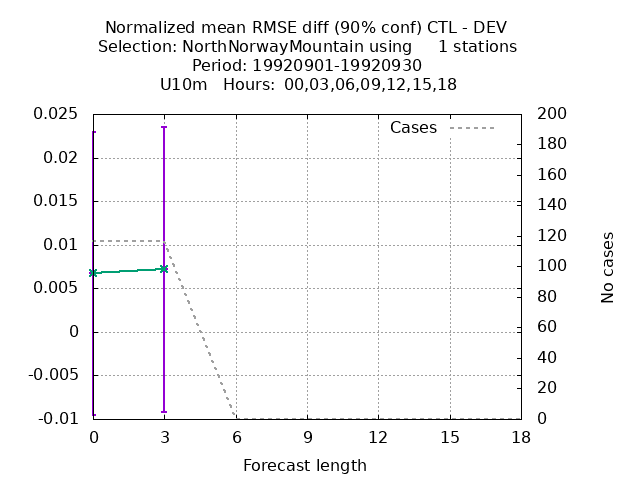 Normalized mean RMSE diff (90% conf) CTL - DEV
Selection: NorthNorwayMountain using 1 stations
Period: 19920901-19920930
U10m Hours: 00,03,06,09,12,15,18
0.025
0.02
0.015
0.01
0.005
0
-0.005
-0.01
Cases
200
180
160
140
120
100
80
60
40
20
0
No cases
0 3 6 9 12 15 18
Forecast length